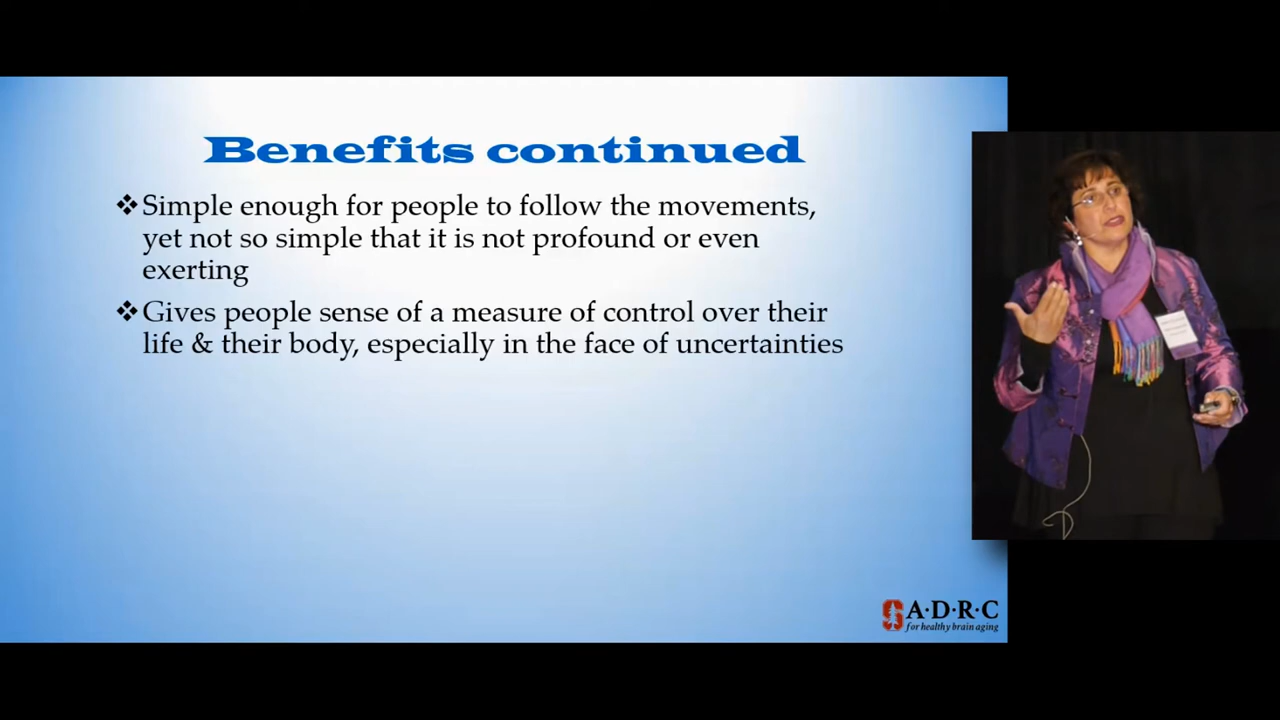 Benefits continued
❖Simple enough for people to follow the movements,
yet not so simple that it is not profound or even
exerting
❖Gives people sense of a measure of control over their
life & their body, especially in the face of uncertainties
A·D·R·C
for healthy brain aging